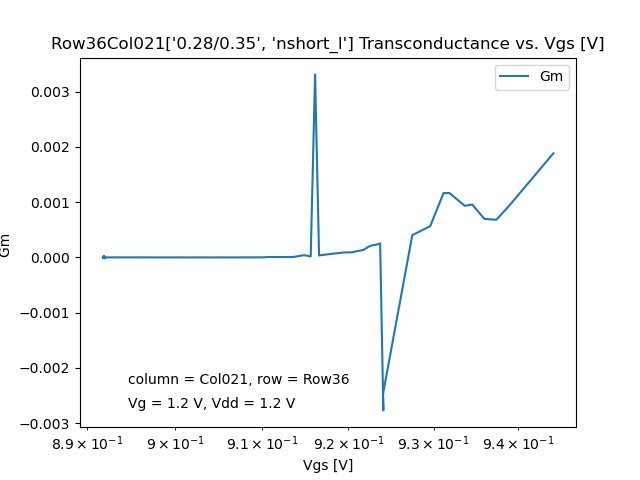 Row36Col021['0.28/0.35', 'nshort_l'] Transconductance vs. Vgs [V]
Gm
0.003
0.002
0.001
0.000
−0.001
−0.002
−0.003
Gm
column = Col021, row = Row36
Vg = 1.2 V, Vdd = 1.2 V
8.9 × 10⁻¹ 9 × 10⁻¹ 9.1 × 10⁻¹ 9.2 × 10⁻¹ 9.3 × 10⁻¹ 9.4 × 10⁻¹
Vgs [V]